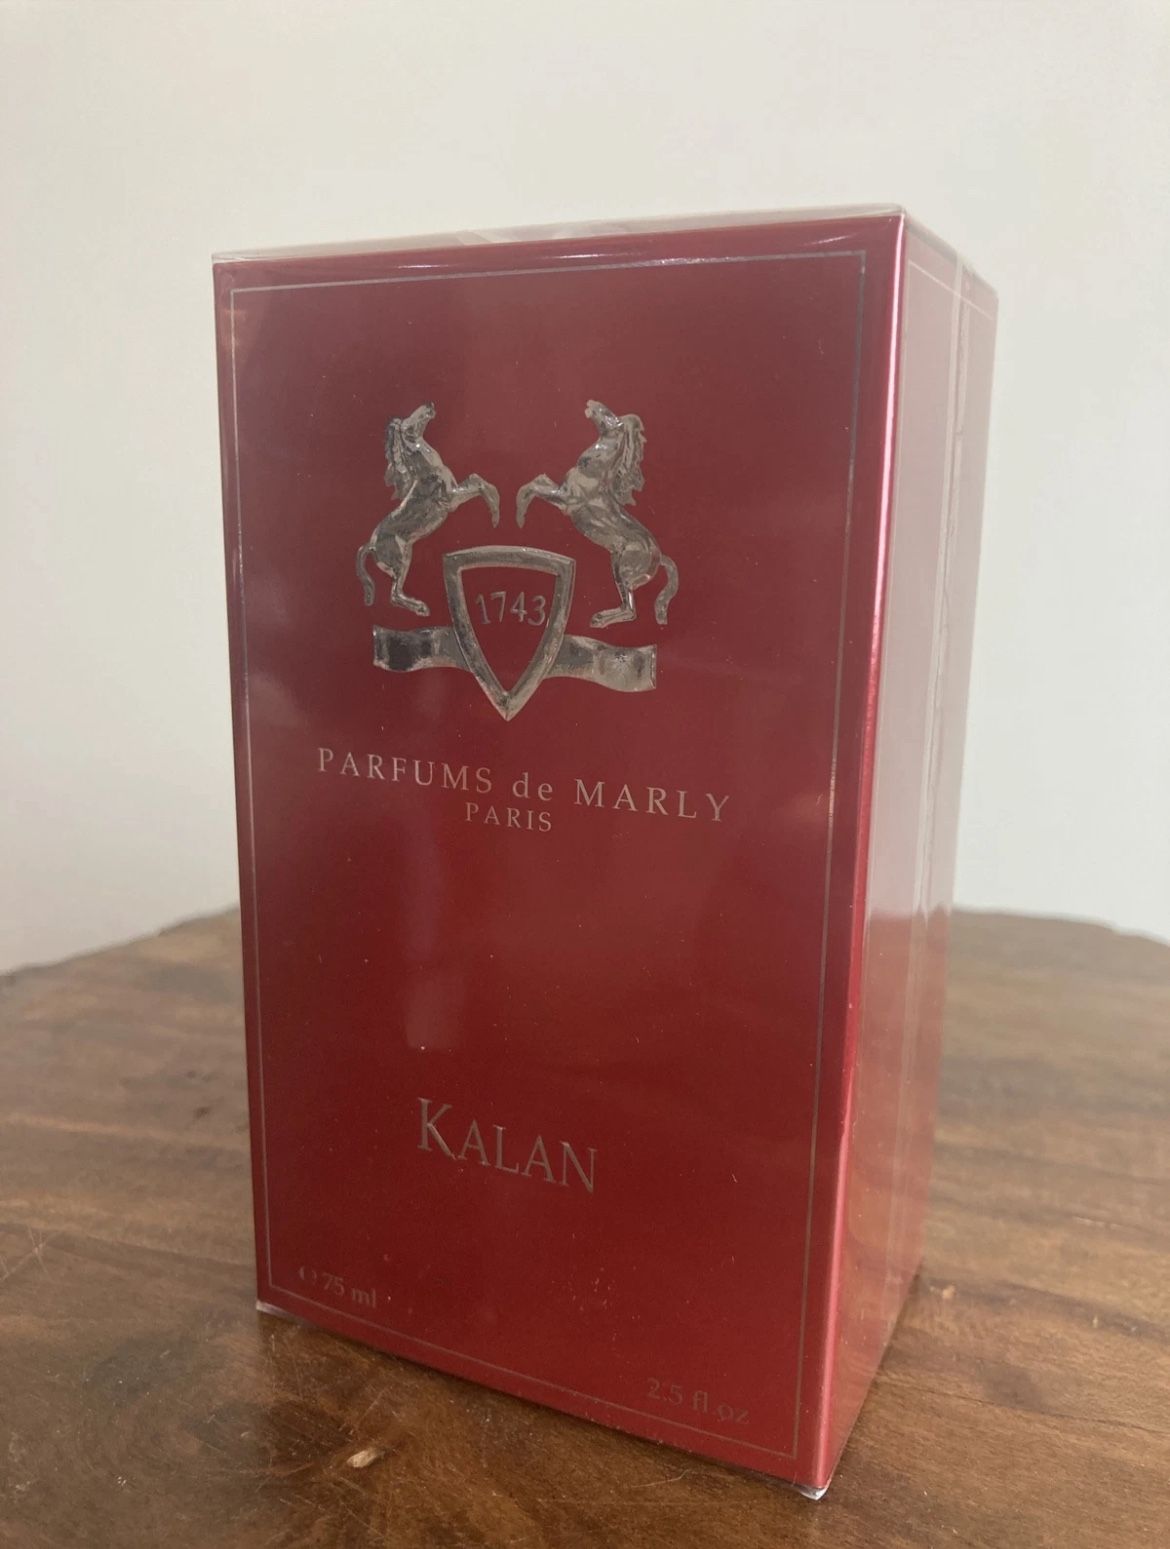 1743
PARFUMS de MARLY
PARIS
KALAN
e 75 ml
2.5 fl.oz